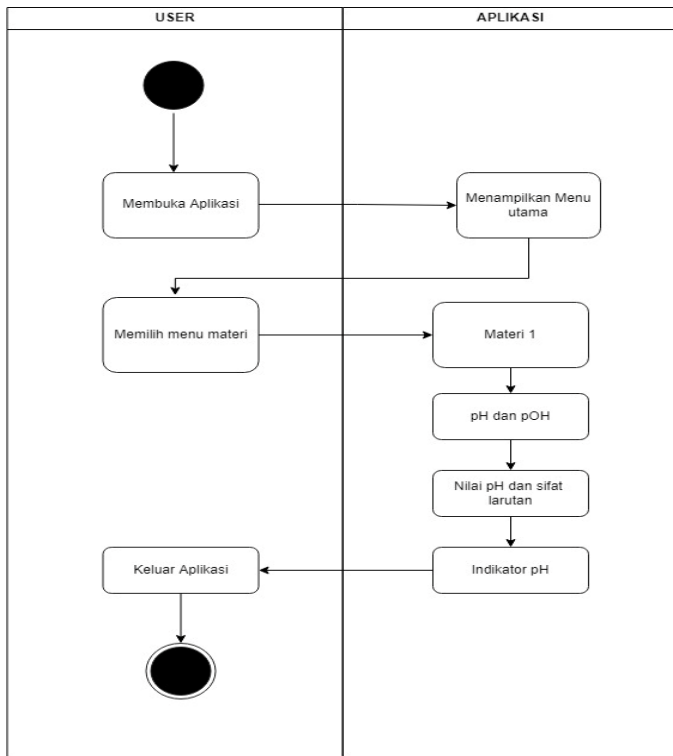 USER
APLIKASI
Membuka Aplikasi
Menampilkan Menu
utama
Memilih menu materi
Materi 1
pH dan pOH
Nilai pH dan sifat
larutan
Keluar Aplikasi
Indikator pH